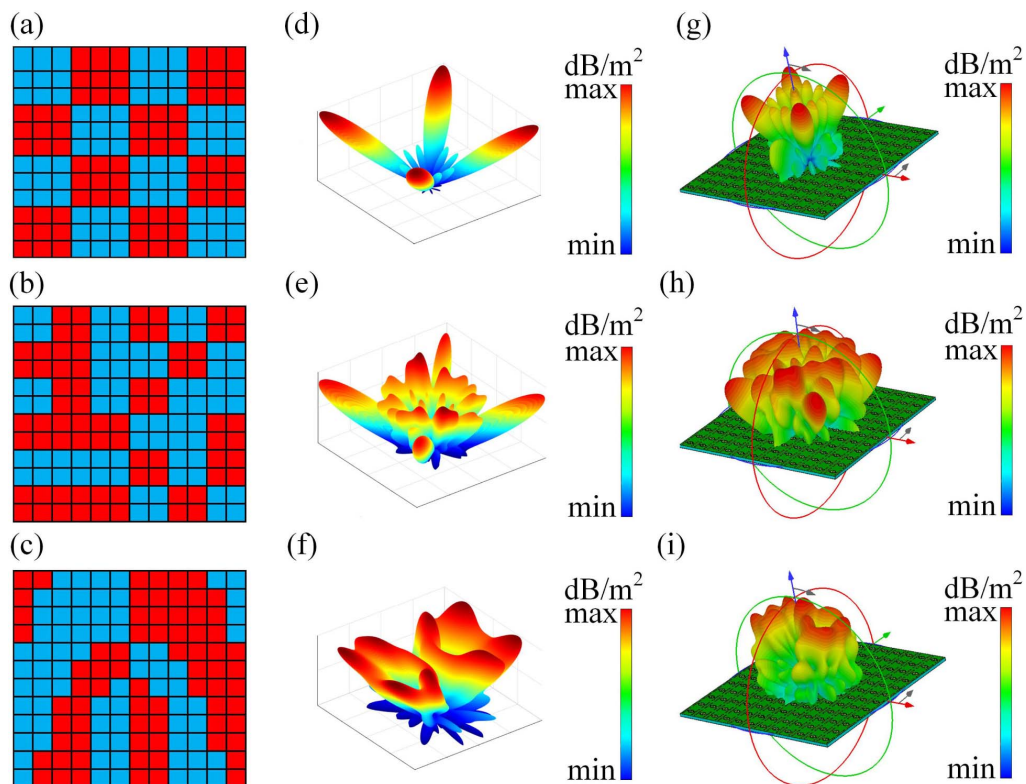 (a)
(d)
(g)
dB/m²
max
min
dB/m²
max
min
(b)
(e)
(h)
dB/m²
max
min
dB/m²
max
min
(c)
(f)
(i)
dB/m²
max
min
dB/m²
max
min